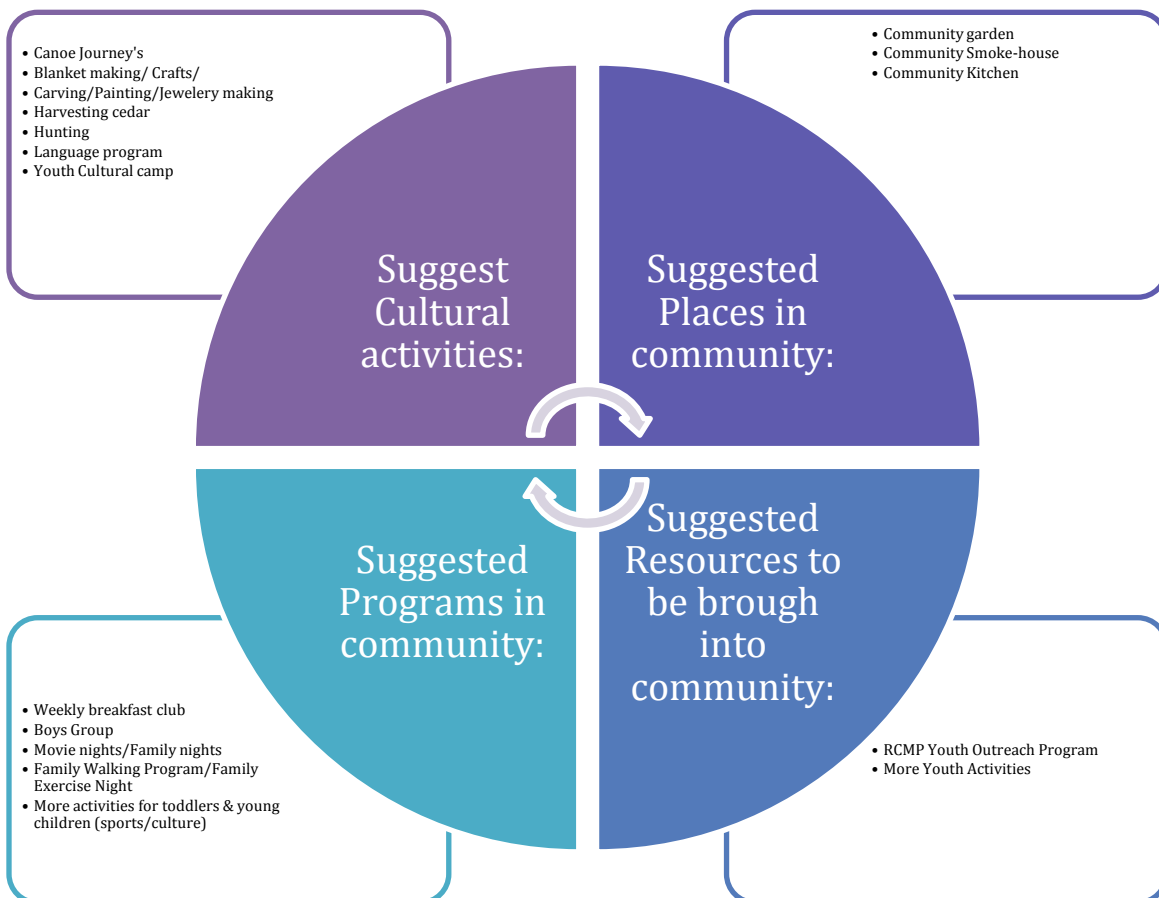 • Canoe Journey's
• Blanket making/ Crafts/
• Carving/Painting/Jewelery making
• Harvesting cedar
• Hunting
• Language program
• Youth Cultural camp
• Community garden
• Community Smoke-house
• Community Kitchen
Suggest
Cultural
activities:
Suggested
Places in
community:
Suggested
Programs in
community:
Suggested
Resources to
be brough
into
community:
• Weekly breakfast club
• Boys Group
• Movie nights/Family nights
• Family Walking Program/Family
Exercise Night
• More activities for toddlers & young
children (sports/culture)
• RCMP Youth Outreach Program
• More Youth Activities